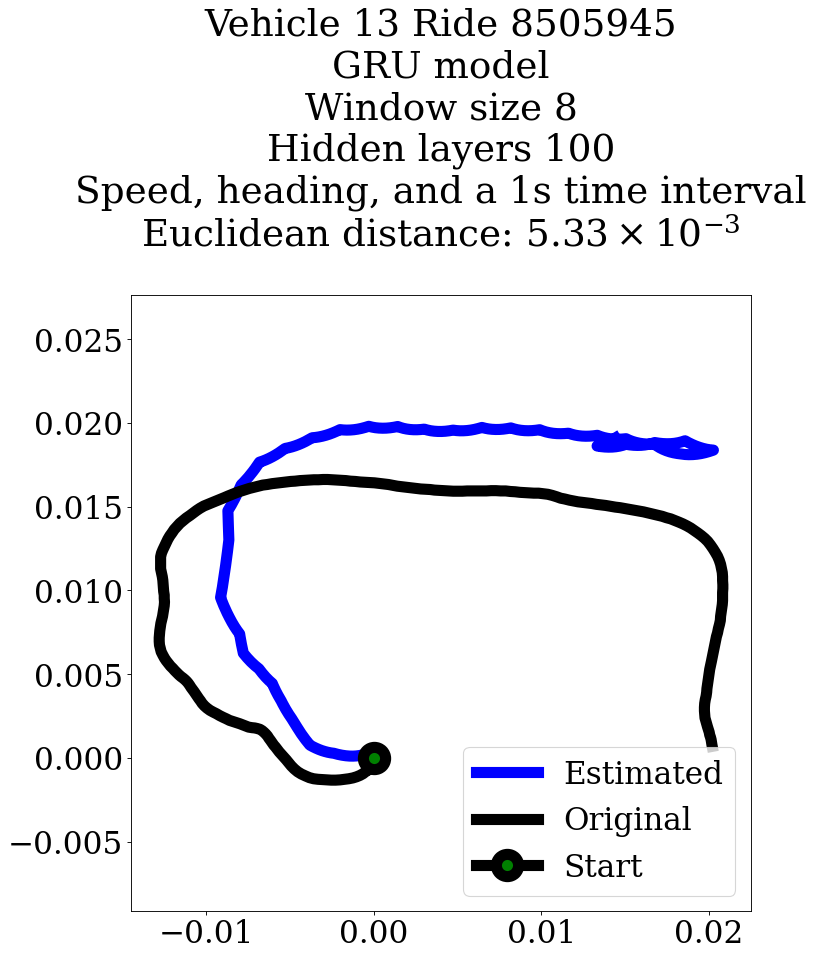 Vehicle 13 Ride 8505945
GRU model
Window size 8
Hidden layers 100
Speed, heading, and a 1s time interval
Euclidean distance: 5.33 × 10⁻³
0.025
0.020
0.015
0.010
0.005
0.000
−0.005
Estimated
Original
Start
−0.01 0.00 0.01 0.02